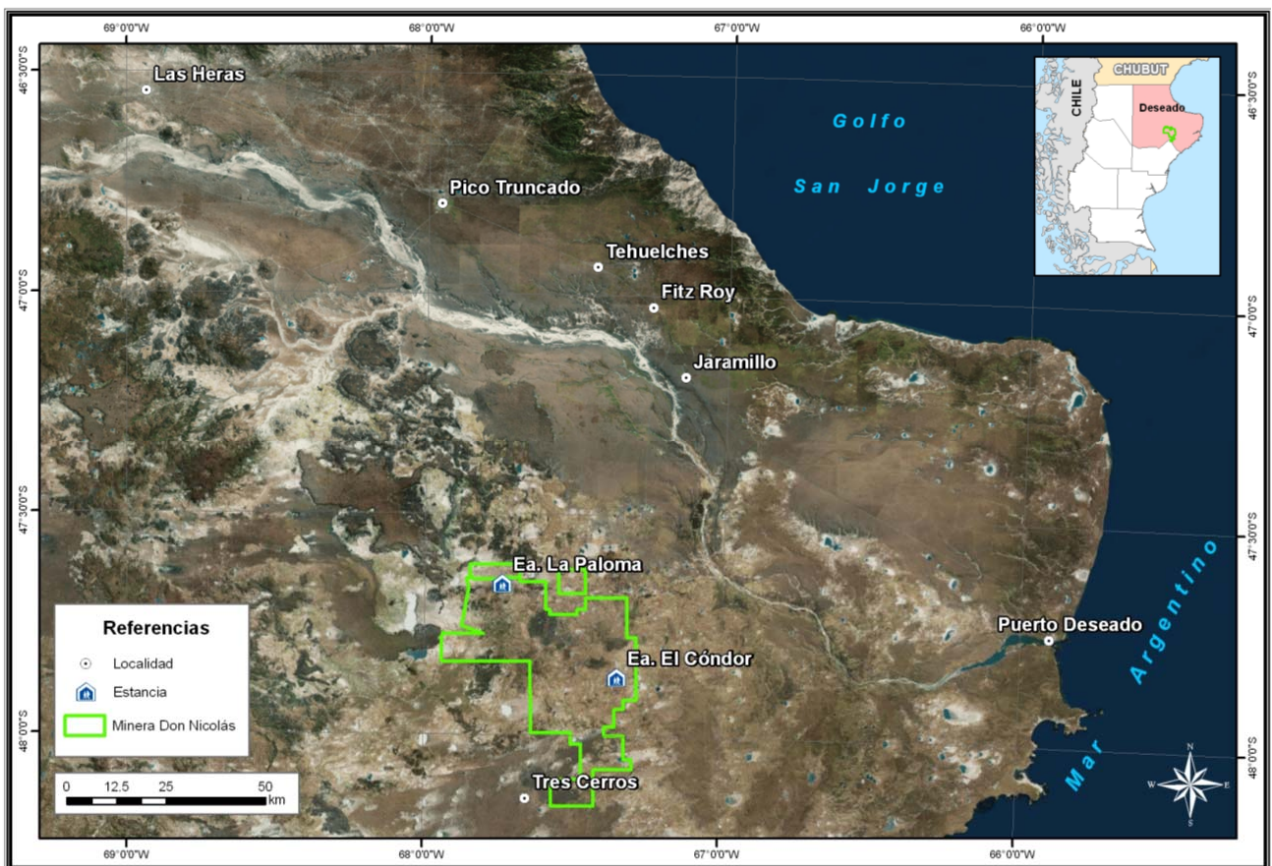 69°0'0"W
68°0'0"W
67°0'0"W
66°0'0"W
46°30'0"S
46°30'0"S
Las Heras
CHUBUT
CHILE
Deseado
Golfo
San Jorge
Pico Truncado
Tehuelches
Fitz Roy
47°0'0"S
47°0'0"S
Jaramillo
47°30'0"S
47°30'0"S
Ea. La Paloma
Puerto Deseado
Ea. El Cóndor
Mar Argentino
Referencias
Localidad
Estancia
Minera Don Nicolás
48°0'0"S
48°0'0"S
Tres Cerros
0 12.5 25 50
km
N
W E
S
69°0'0"W
68°0'0"W
67°0'0"W
66°0'0"W